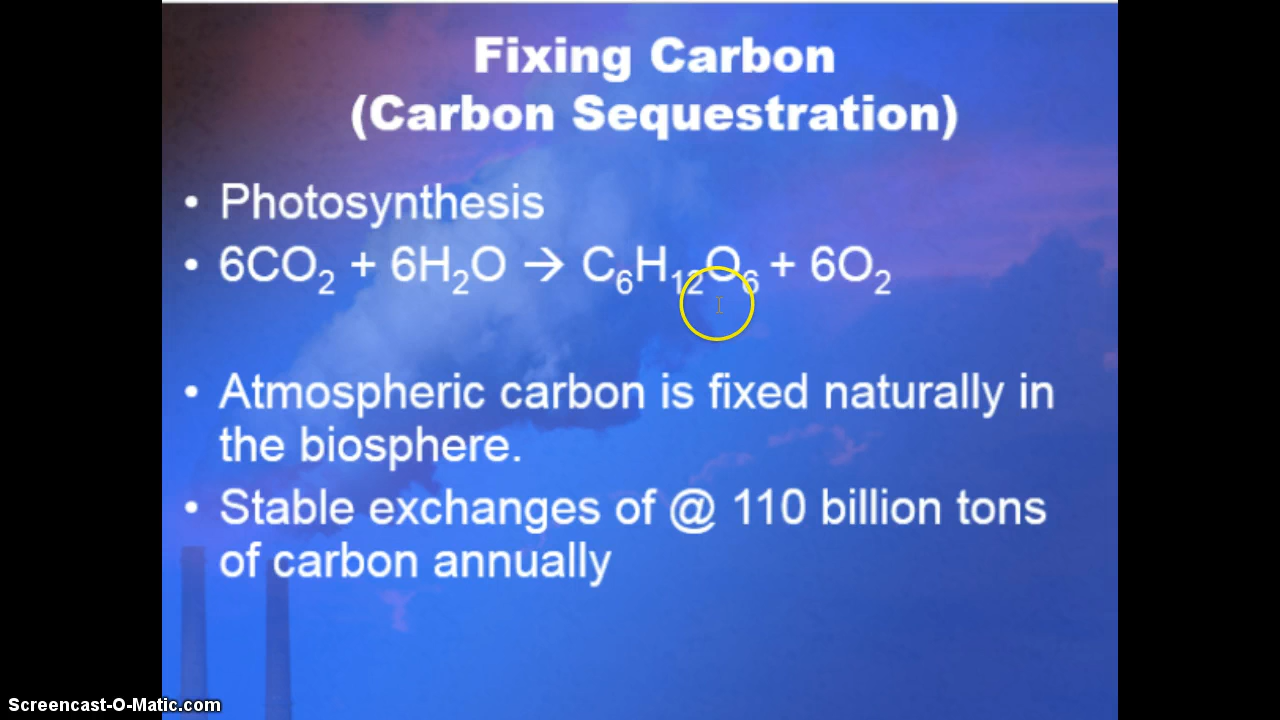 Fixing Carbon
(Carbon Sequestration)
• Photosynthesis
• 6CO₂ + 6H₂O → C₆H₁₂O₆ + 6O₂
• Atmospheric carbon is fixed naturally in
the biosphere.
• Stable exchanges of @ 110 billion tons
of carbon annually
Screencast-O-Matic.com